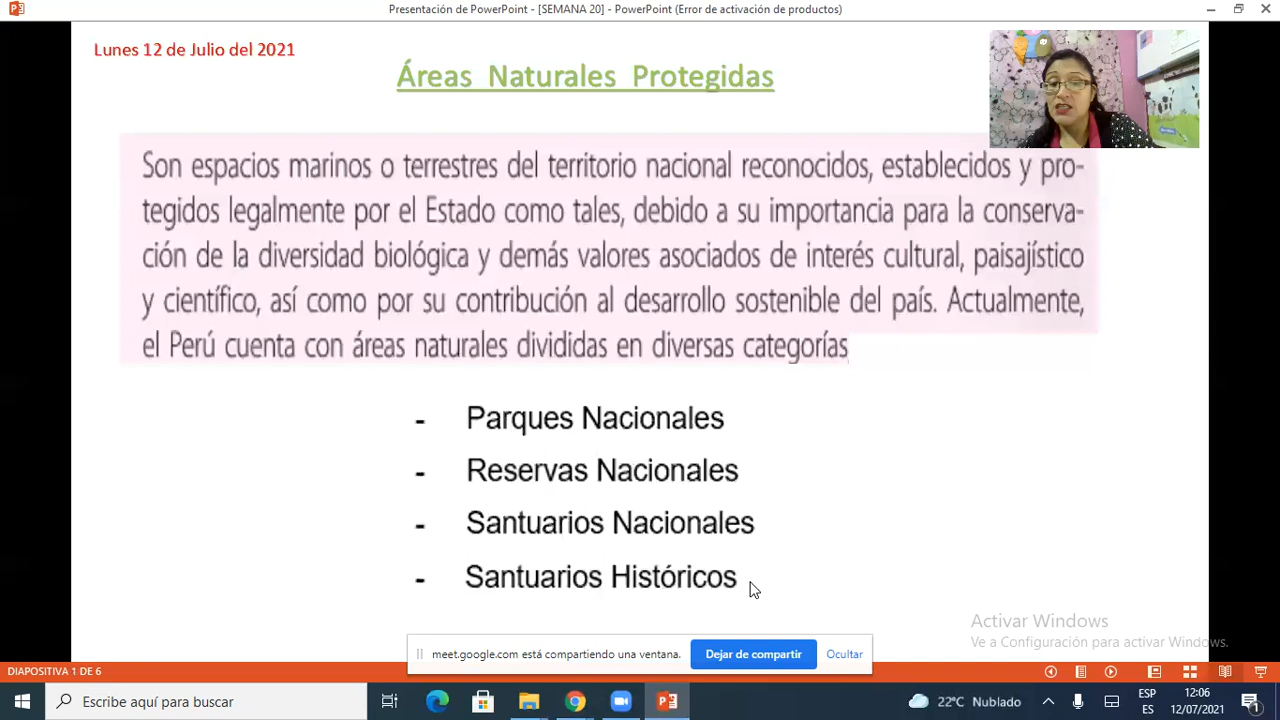 Presentación de PowerPoint - [SEMANA 20] - PowerPoint (Error de activación de productos)
Lunes 12 de Julio del 2021
Áreas Naturales Protegidas
Son espacios marinos o terrestres del territorio nacional reconocidos, establecidos y pro-
tegidos legalmente por el Estado como tales, debido a su importancia para la conserva-
ción de la diversidad biológica y demás valores asociados de interés cultural, paisajístico
y científico, así como por su contribución al desarrollo sostenible del país. Actualmente,
el Perú cuenta con áreas naturales divididas en diversas categorías
- Parques Nacionales
- Reservas Nacionales
- Santuarios Nacionales
- Santuarios Históricos
Activar Windows
Ve a Configuración para activar Windows.
meet.google.com está compartiendo una ventana.
Dejar de compartir
Ocultar
DIAPOSITIVA 1 DE 6
Escribe aquí para buscar
22°C Nublado
ESP
ES
12:06
12/07/2021
1